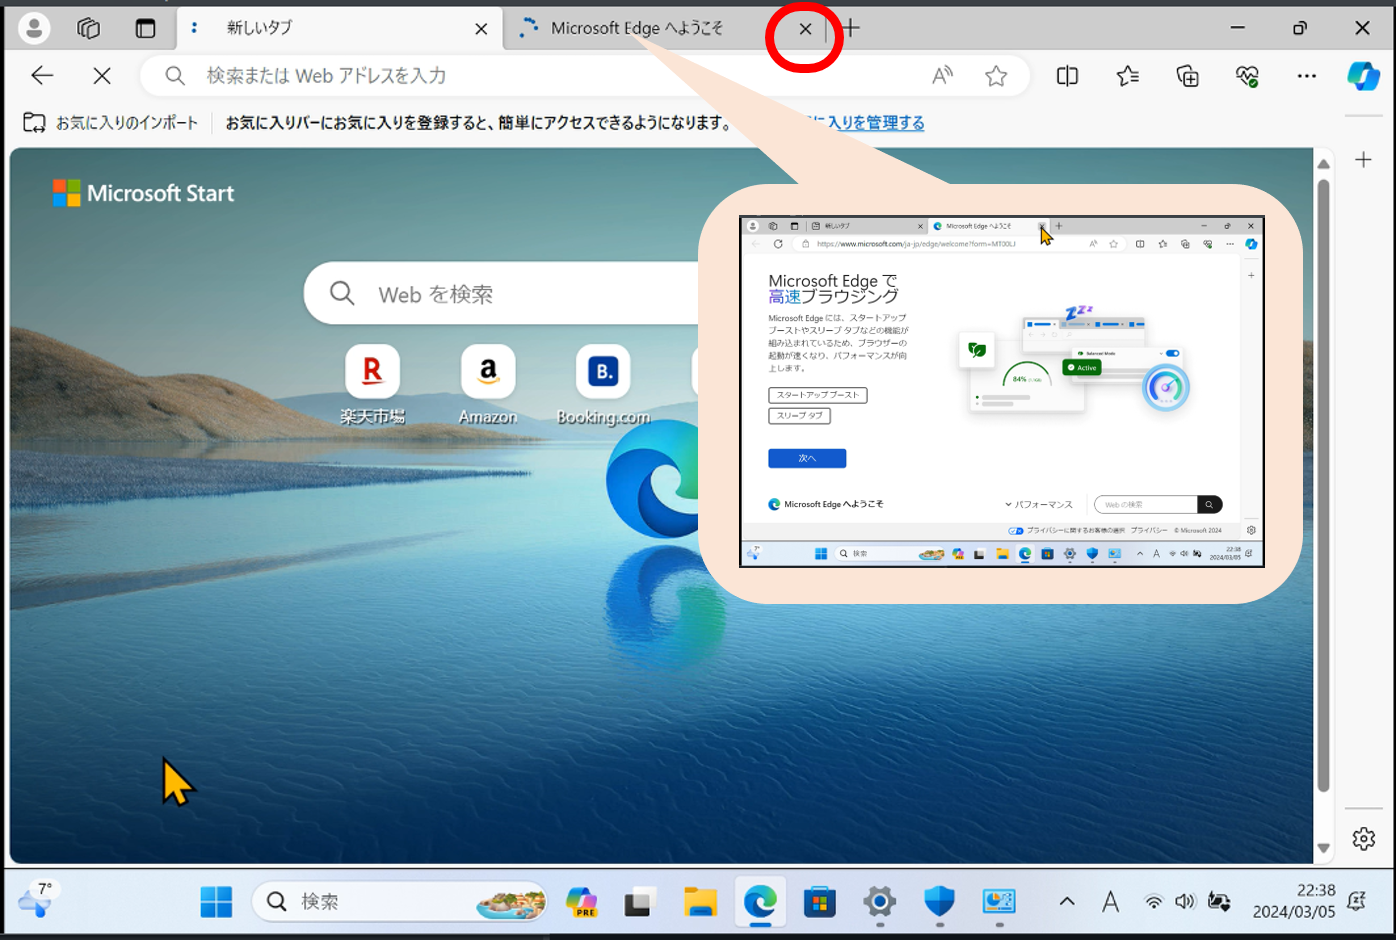 新しいタブ
Microsoft Edge へようこそ
検索または Web アドレスを入力
お気に入りのインポート
お気に入りバーにお気に入りを登録すると、簡単にアクセスできるようになります。
に入りを管理する
Microsoft Start
Web を検索
楽天市場
Amazon
B.
Booking.com
新しいタブ
Microsoft Edge へようこそ
https://www.microsoft.com/ja-jp/edge/welcome?form=MT00LJ
Microsoft Edge で
高速ブラウジング
Microsoft Edge には、スタートアップ
ブーストやスリープ タブなどの機能が
組み込まれているため、ブラウザーの
起動が速くなり、パフォーマンスが向
上します。
スタートアップ ブースト
スリープ タブ
次へ
zzz
Balanced Mode
Active
84%
Microsoft Edge へようこそ
パフォーマンス
Web の検索
プライバシーに関するお客様の選択
プライバシー
© Microsoft 2024
7°
検索
A
22:38
2024/03/05
7°
検索
PRE
A
22:38
2024/03/05